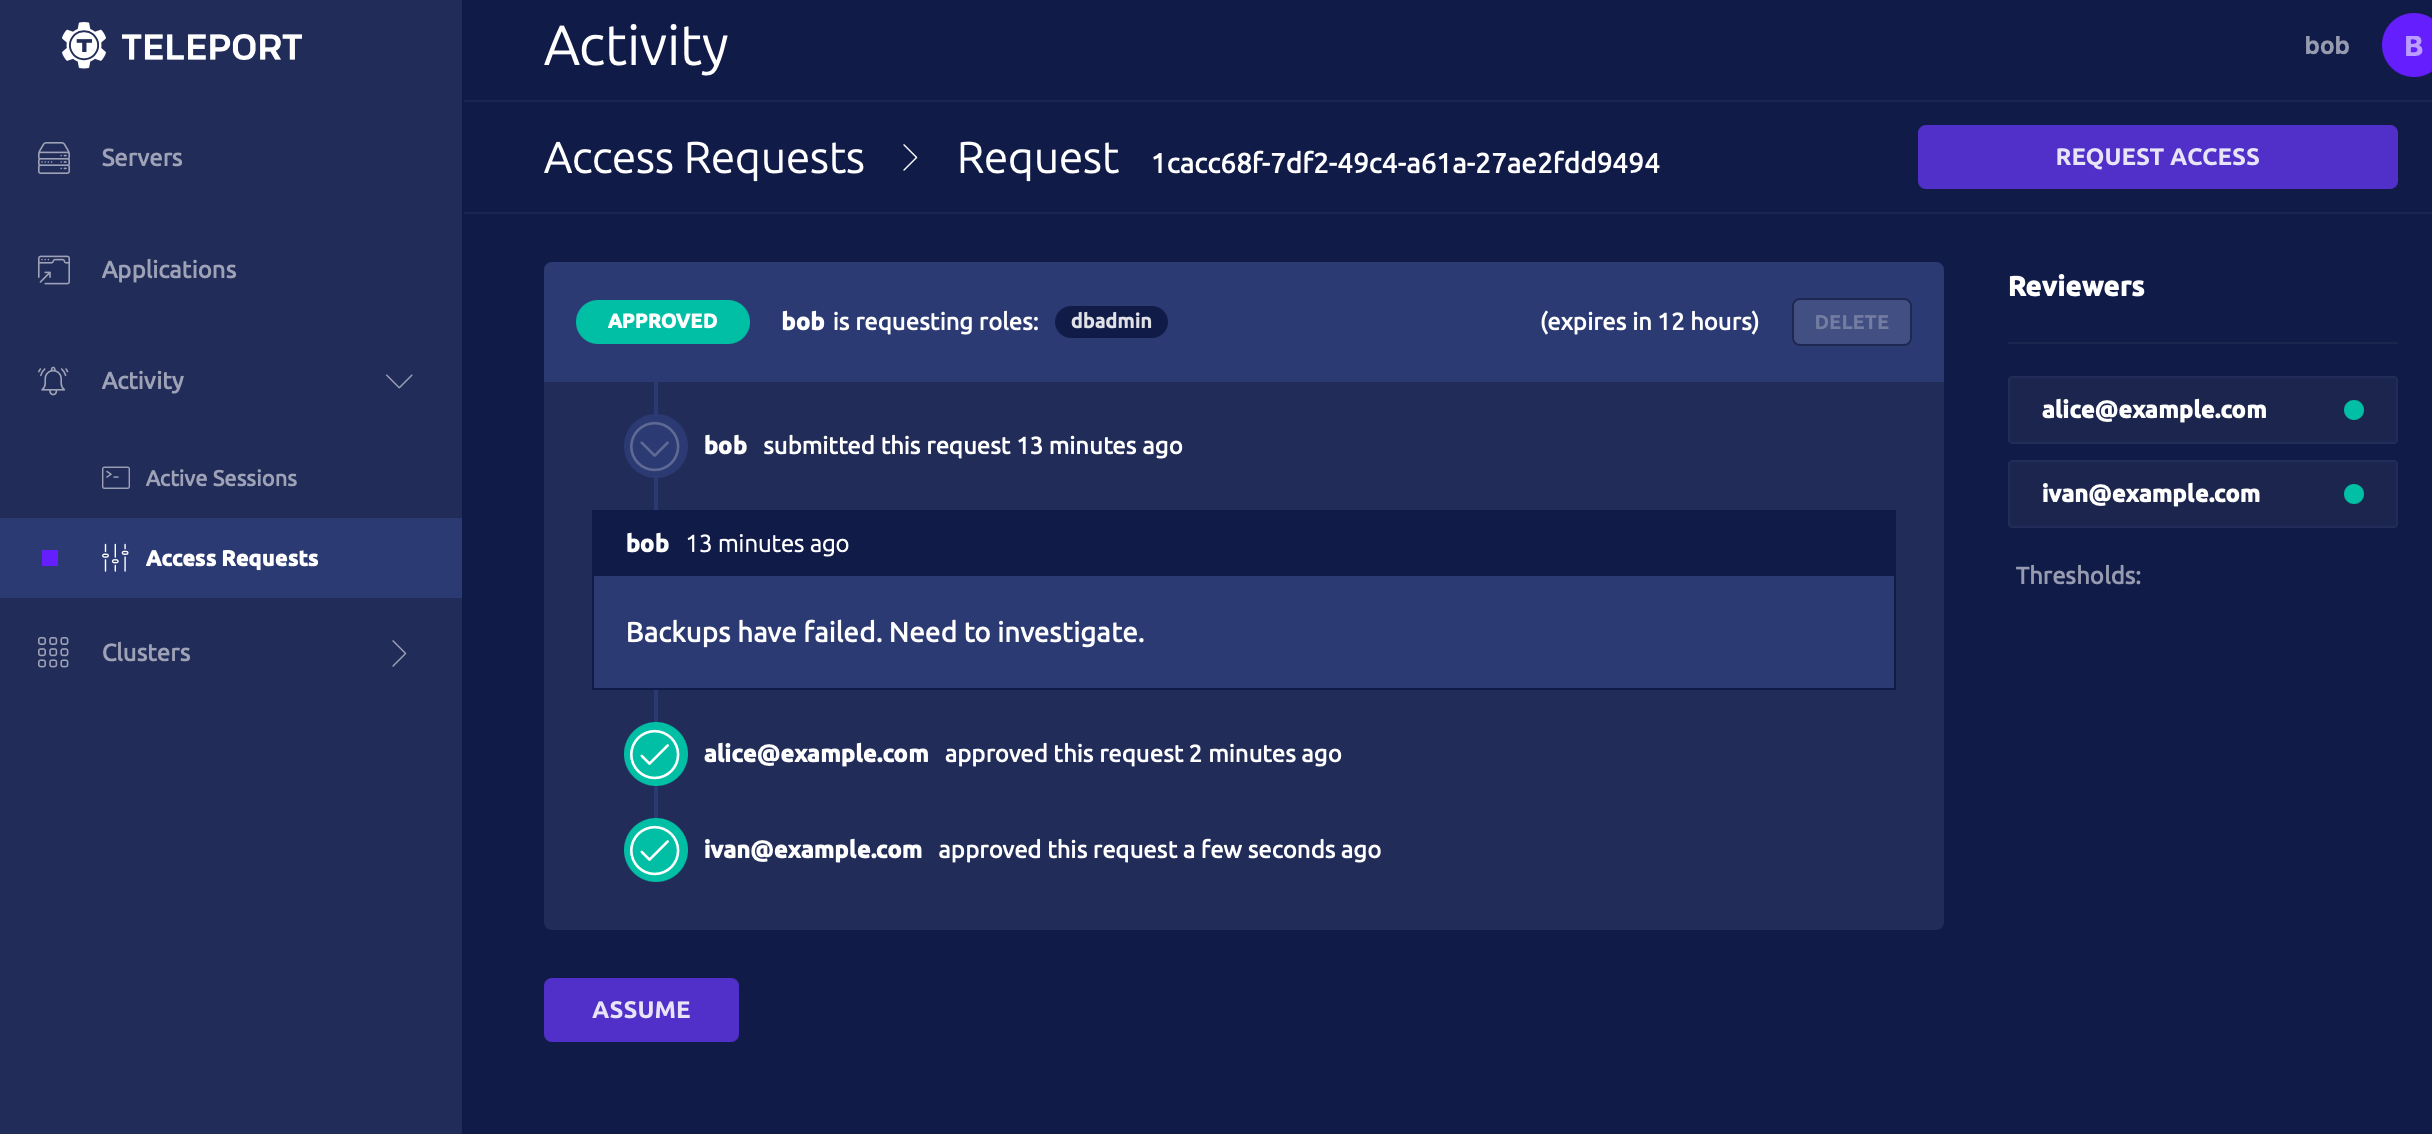 TELEPORT
Activity
bob
B
Servers
Applications
Activity
Active Sessions
Access Requests
Clusters
Access Requests > Request 1cacc68f-7df2-49c4-a61a-27ae2fdd9494
REQUEST ACCESS
APPROVED bob is requesting roles: dbadmin (expires in 12 hours) DELETE
bob submitted this request 13 minutes ago
bob 13 minutes ago
Backups have failed. Need to investigate.
alice@example.com approved this request 2 minutes ago
ivan@example.com approved this request a few seconds ago
ASSUME
Reviewers
alice@example.com
ivan@example.com
Thresholds: